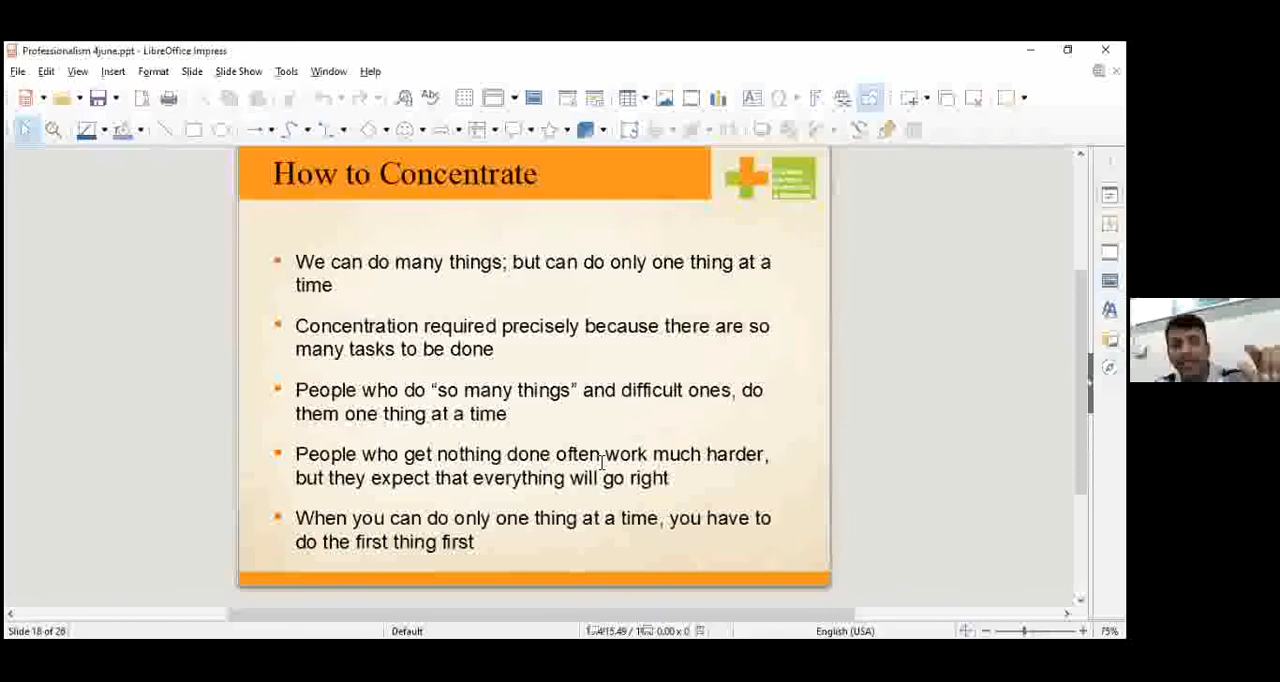 Professionalism 4june.ppt - LibreOffice Impress
File Edit View Insert Format Slide Slide Show Tools Window Help
How to Concentrate
We can do many things; but can do only one thing at a
time
Concentration required precisely because there are so
many tasks to be done
People who do “so many things” and difficult ones, do
them one thing at a time
People who get nothing done often work much harder,
but they expect that everything will go right
When you can do only one thing at a time, you have to
do the first thing first
Slide 18 of 26 Default 0.00 x 0 English (USA) 75%